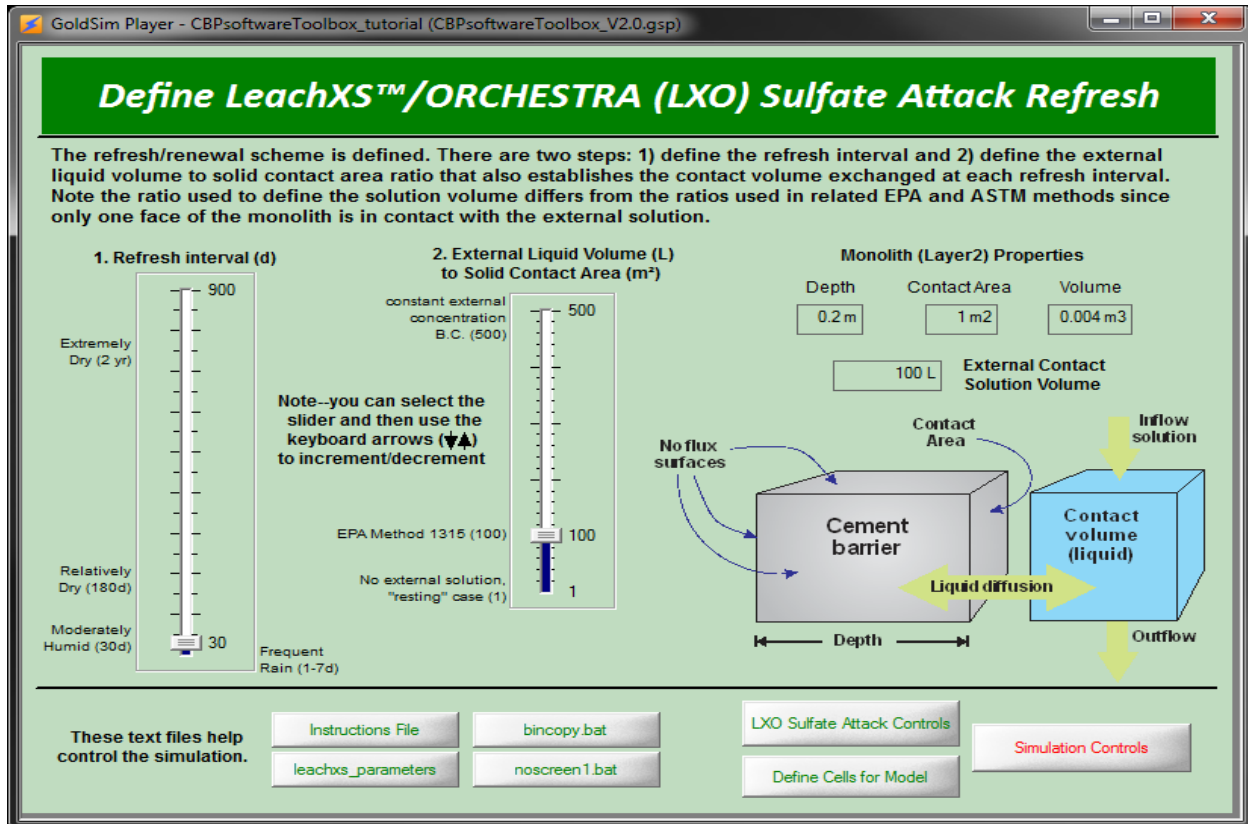 GoldSim Player - CBPsoftwareToolbox_tutorial (CBPsoftwareToolbox_V2.0.gsp)
Define LeachXS™/ORCHESTRA (LXO) Sulfate Attack Refresh
The refresh/renewal scheme is defined. There are two steps: 1) define the refresh interval and 2) define the external
liquid volume to solid contact area ratio that also establishes the contact volume exchanged at each refresh interval.
Note the ratio used to define the solution volume differs from the ratios used in related EPA and ASTM methods since
only one face of the monolith is in contact with the external solution.
1. Refresh interval (d)
900
Extremely
Dry (2 yr)
Relatively
Dry (180d)
Moderately
Humid (30d)
30
Frequent
Rain (1-7d)
2. External Liquid Volume (L)
to Solid Contact Area (m²)
constant external
concentration
B.C. (500)
500
Note--you can select the
slider and then use the
keyboard arrows (▼▲)
to increment/decrement
EPA Method 1315 (100)
100
No external solution,
"resting" case (1)
1
Monolith (Layer2) Properties
Depth
Contact Area
Volume
0.2 m
1 m2
0.004 m3
100 L
External Contact
Solution Volume
No flux
surfaces
Contact
Area
Inflow
solution
Cement
barrier
Contact
volume
(liquid)
Liquid diffusion
Depth
Outflow
These text files help
control the simulation.
Instructions File
bincopy.bat
leachxs_parameters
noscreen1.bat
LXO Sulfate Attack Controls
Define Cells for Model
Simulation Controls